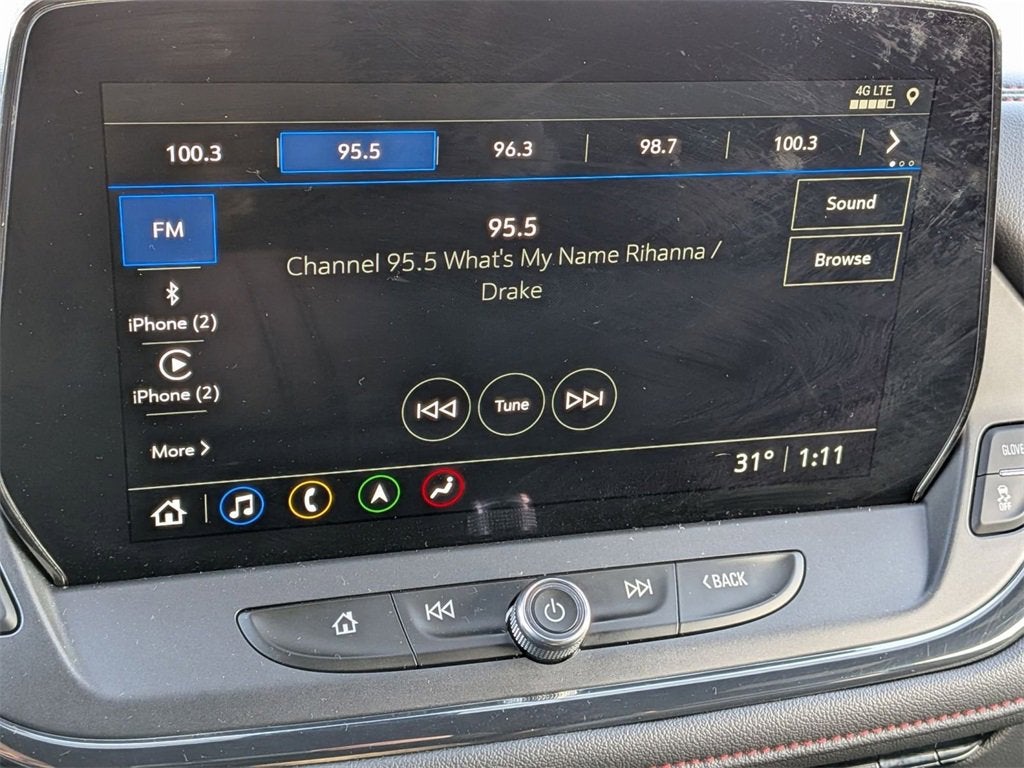 4G LTE
100.3 95.5 96.3 98.7 100.3
FM
95.5
Sound
Channel 95.5 What's My Name Rihanna /
Drake
Browse
iPhone (2)
iPhone (2)
Tune
More
31° 1:11
GLOVE
OFF
BACK